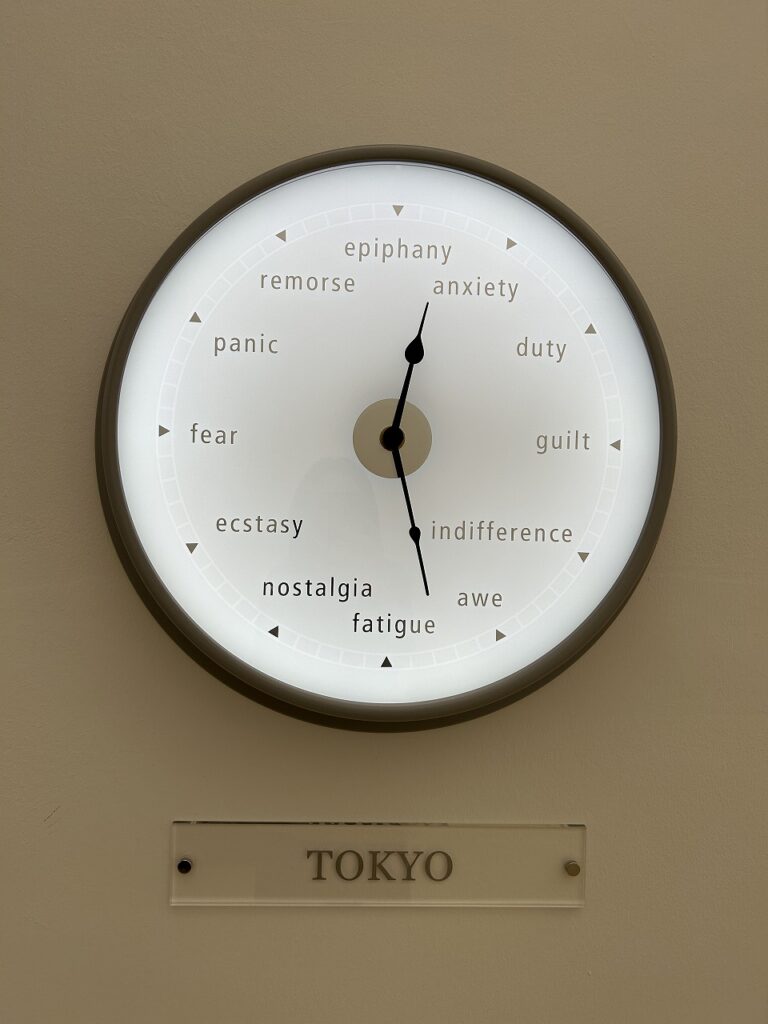 epiphany
anxiety
duty
guilt
indifference
awe
fatigue
nostalgia
ecstasy
fear
panic
remorse
TOKYO